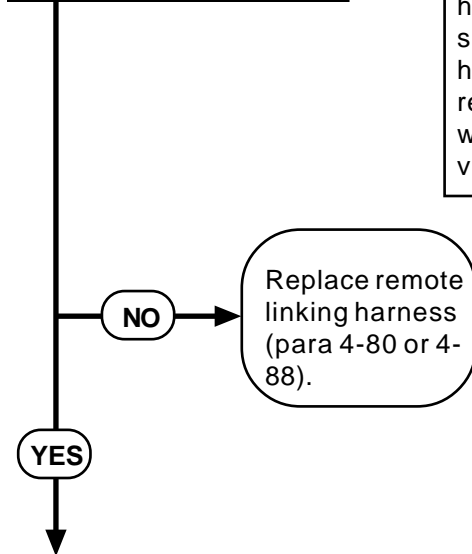 NO
Replace remote
linking harness
(para 4-80 or 4-
88).
YES